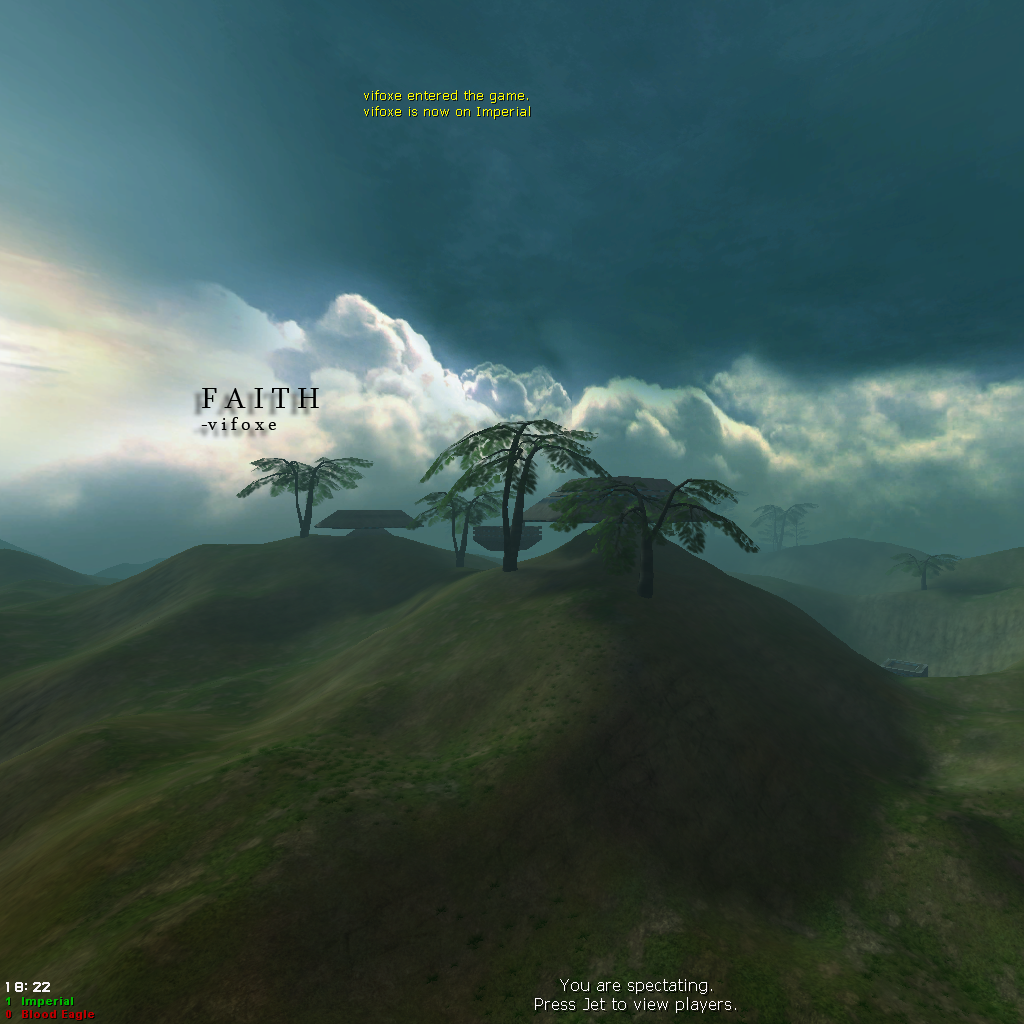 vifoxe entered the game.
vifoxe is now on Imperial
FAITH
-vifoxe
18:22
1 Imperial
0 Blood Eagle
You are spectating.
Press Jet to view players.